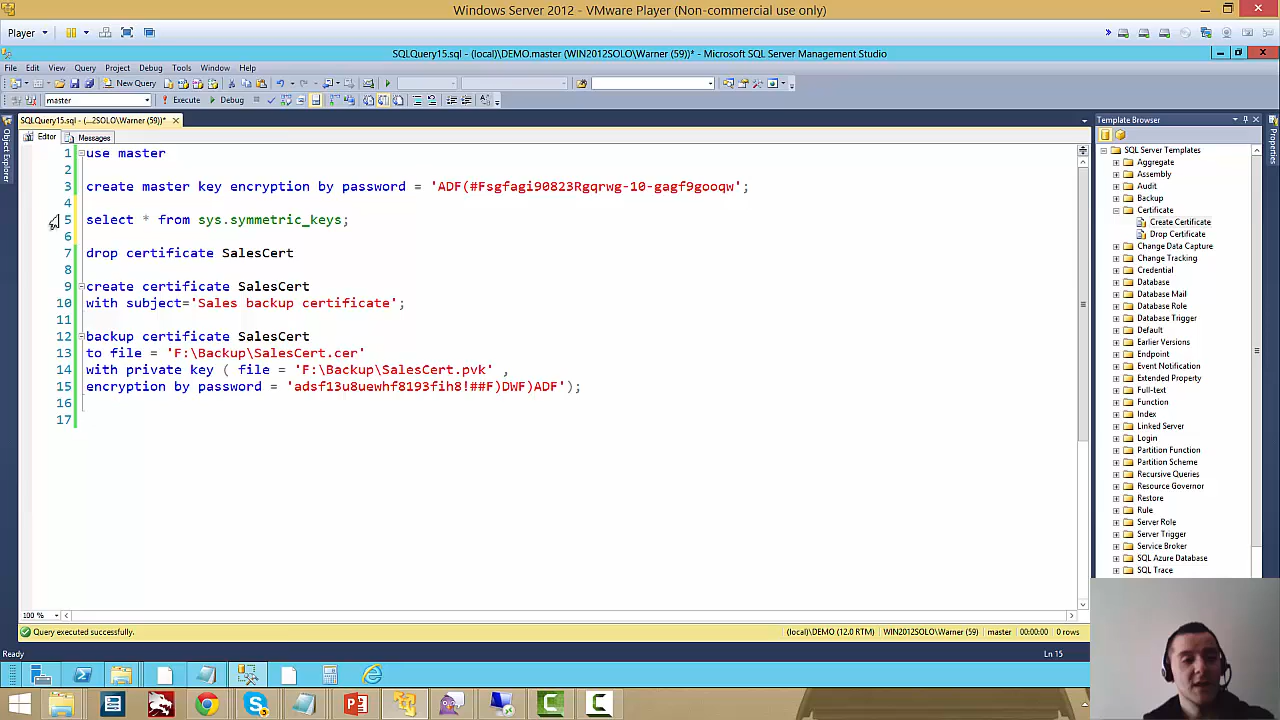 Windows Server 2012 - VMware Player (Non-commercial use only)
Player
SQLQuery15.sql - (local)\DEMO.master (WIN2012SOLO\Warner (59))* - Microsoft SQL Server Management Studio
File Edit View Query Project Debug Tools Window Help
New Query
master Execute Debug
SQLQuery15.sql - (...2SOLO\Warner (59))*
Template Browser
Editor Messages
Object Explorer
Properties
1 use master
2
3 create master key encryption by password = 'ADF(#Fsgfagi90823Rgqrwg-10-gagf9gooqw';
4
5 select * from sys.symmetric_keys;
6
7 drop certificate SalesCert
8
9 create certificate SalesCert
10 with subject='Sales backup certificate';
11
12 backup certificate SalesCert
13 to file = 'F:\Backup\SalesCert.cer'
14 with private key ( file = 'F:\Backup\SalesCert.pvk' ,
15 encryption by password = 'adsf13u8uewhf8193fih8!##F)DWF)ADF');
16
17
SQL Server Templates
Aggregate
Assembly
Audit
Backup
Certificate
Create Certificate
Drop Certificate
Change Data Capture
Change Tracking
Credential
Database
Database Mail
Database Role
Database Trigger
Default
Earlier Versions
Endpoint
Event Notification
Extended Property
Full-text
Function
Index
Linked Server
Login
Partition Function
Partition Scheme
Recursive Queries
Resource Governor
Restore
Rule
Server Role
Server Trigger
Service Broker
SQL Azure Database
SQL Trace
100 %
Query executed successfully. (local)\DEMO (12.0 RTM) WIN2012SOLO\Warner (59) master 00:00:00 0 rows
Ready Ln 15